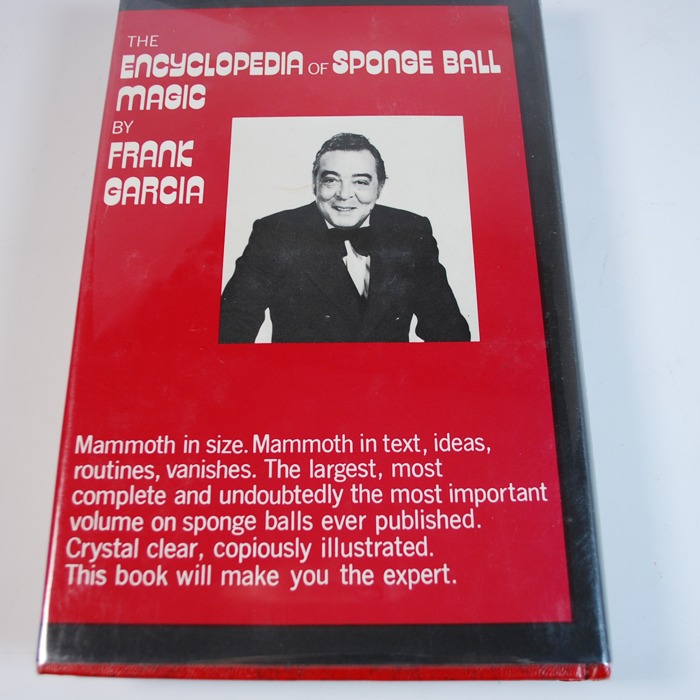 THE
ENCYCLOPEDIA OF SPONGE BALL
MAGIC
BY
FRANK
GARCIA
Mammoth in size. Mammoth in text, ideas,
routines, vanishes. The largest, most
complete and undoubtedly the most important
volume on sponge balls ever published.
Crystal clear, copiously illustrated.
This book will make you the expert.